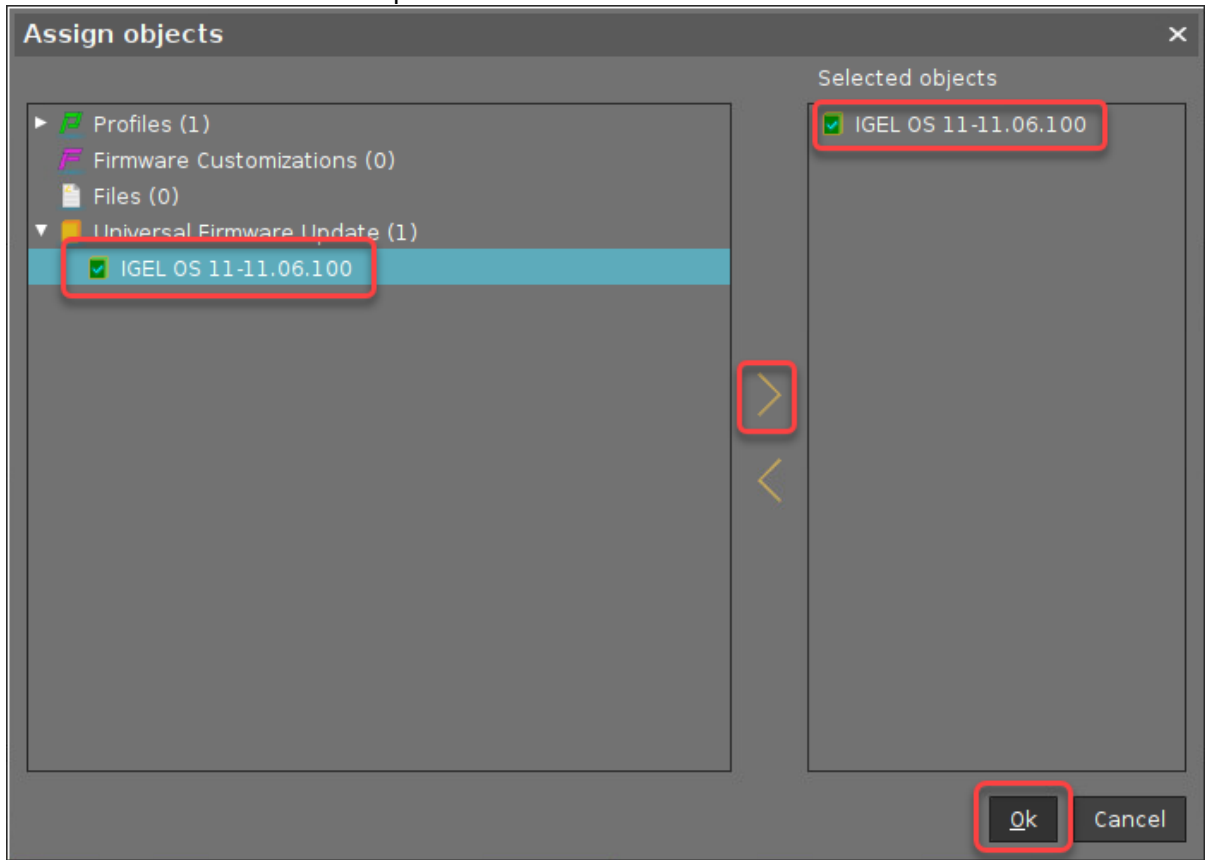 Assign objects
Selected objects
Profiles (1)
Firmware Customizations (0)
Files (0)
Universal Firmware Update (1)
IGEL OS 11-11.06.100
IGEL OS 11-11.06.100
Ok
Cancel